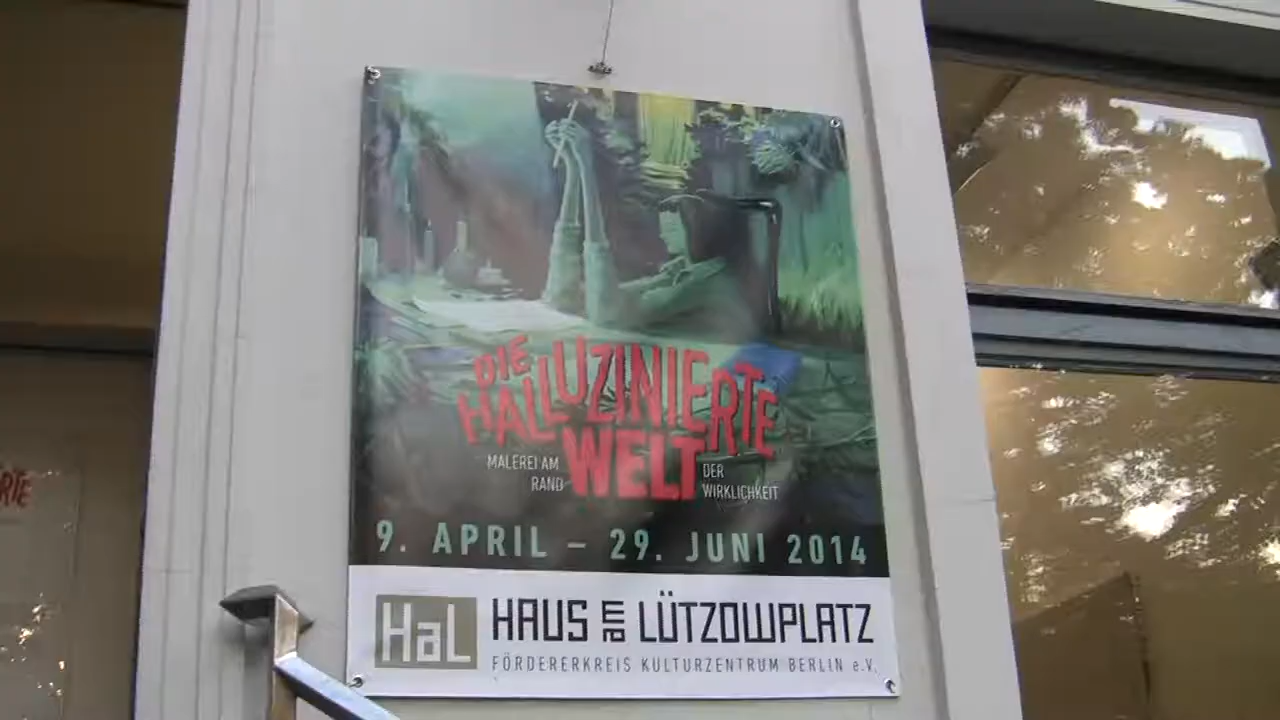 DIE
HALLUZINIERTE
WELT
MALEREI AM
RAND
DER
WIRKLICHKEIT
9. APRIL – 29. JUNI 2014
HaL
HAUS am LÜTZOWPLATZ
FÖRDERERKREIS KULTURZENTRUM BERLIN e.V.